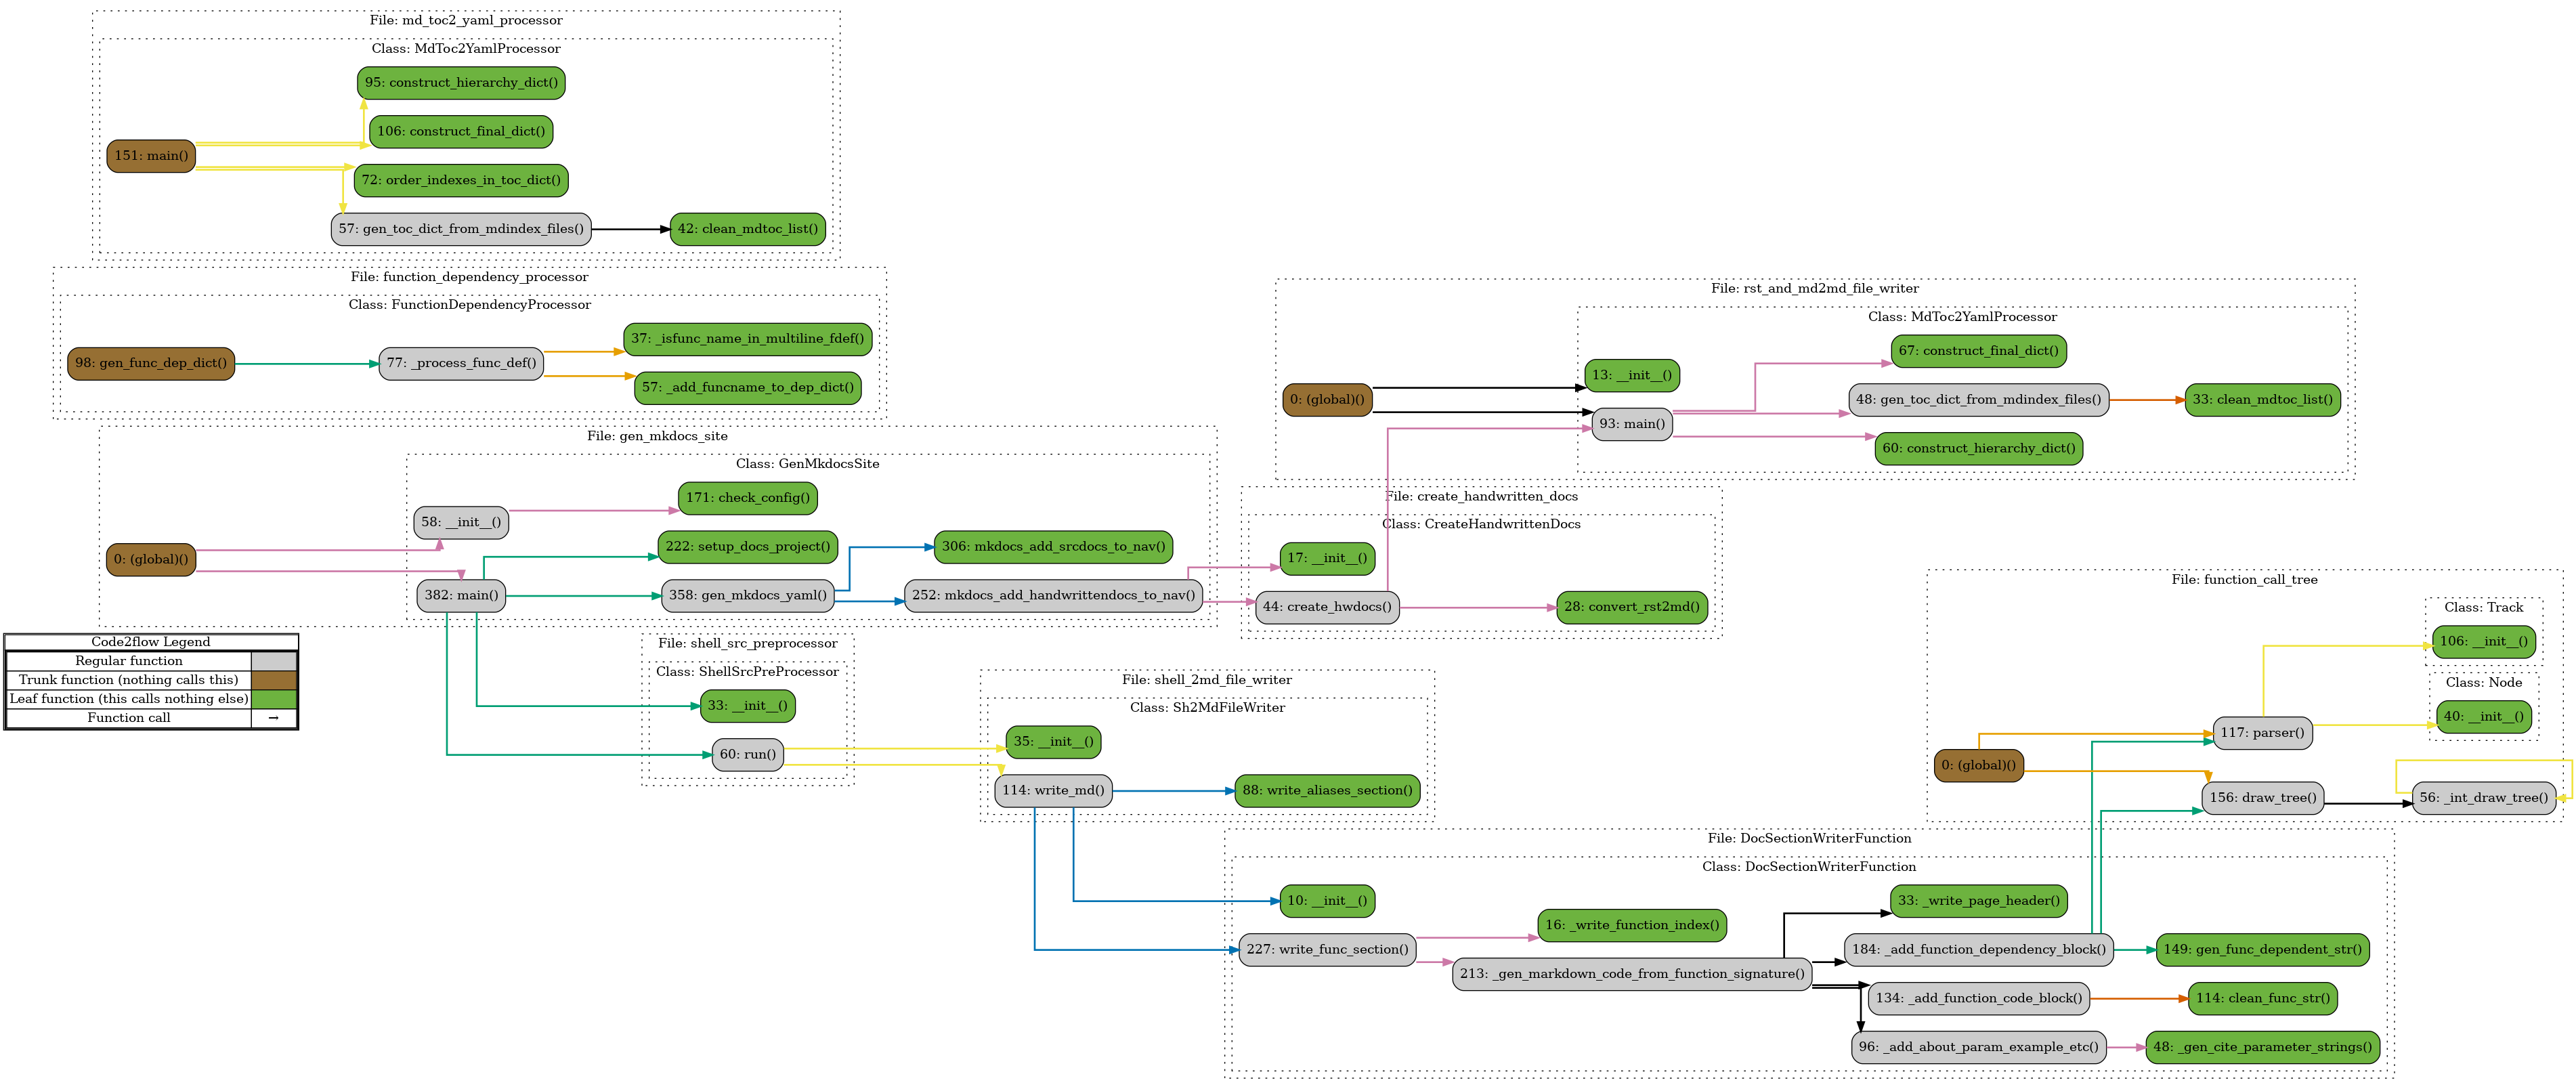 File: md_toc2_yaml_processor
Class: MdToc2YamlProcessor
95: construct_hierarchy_dict()
106: construct_final_dict()
151: main()
72: order_indexes_in_toc_dict()
57: gen_toc_dict_from_mdindex_files()
42: clean_mdtoc_list()
File: function_dependency_processor
Class: FunctionDependencyProcessor
37: _isfunc_name_in_multiline_fdef()
98: gen_func_dep_dict()
77: _process_func_def()
57: _add_funcname_to_dep_dict()
File: rst_and_md2md_file_writer
Class: MdToc2YamlProcessor
67: construct_final_dict()
13: __init__()
0: (global)()
48: gen_toc_dict_from_mdindex_files()
33: clean_mdtoc_list()
93: main()
60: construct_hierarchy_dict()
File: gen_mkdocs_site
Class: GenMkdocsSite
171: check_config()
58: __init__()
222: setup_docs_project()
306: mkdocs_add_srcdocs_to_nav()
0: (global)()
382: main()
358: gen_mkdocs_yaml()
252: mkdocs_add_handwrittendocs_to_nav()
File: create_handwritten_docs
Class: CreateHandwrittenDocs
17: __init__()
44: create_hwdocs()
28: convert_rst2md()
Code2flow Legend
Regular function
Trunk function (nothing calls this)
Leaf function (this calls nothing else)
Function call
→
File: shell_src_preprocessor
Class: ShellSrcPreProcessor
33: __init__()
60: run()
File: shell_2md_file_writer
Class: Sh2MdFileWriter
35: __init__()
114: write_md()
88: write_aliases_section()
File: function_call_tree
Class: Track
106: __init__()
Class: Node
40: __init__()
117: parser()
0: (global)()
156: draw_tree()
56: _int_draw_tree()
File: DocSectionWriterFunction
Class: DocSectionWriterFunction
10: __init__()
33: _write_page_header()
16: _write_function_index()
227: write_func_section()
184: _add_function_dependency_block()
149: gen_func_dependent_str()
213: _gen_markdown_code_from_function_signature()
134: _add_function_code_block()
114: clean_func_str()
96: _add_about_param_example_etc()
48: _gen_cite_parameter_strings()